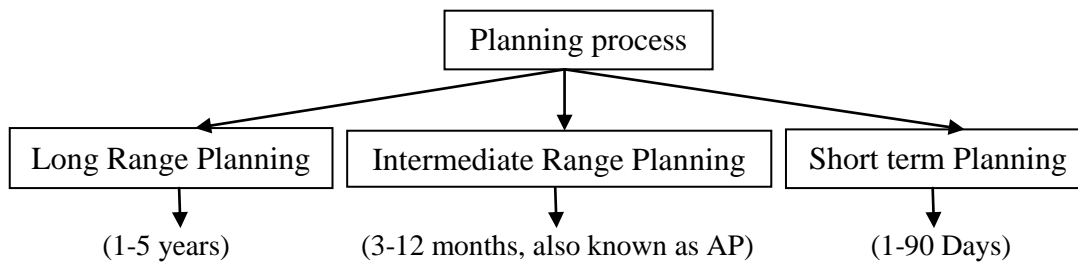 Planning process
Long Range Planning
Intermediate Range Planning
Short term Planning
(1-5 years)
(3-12 months, also known as AP)
(1-90 Days)